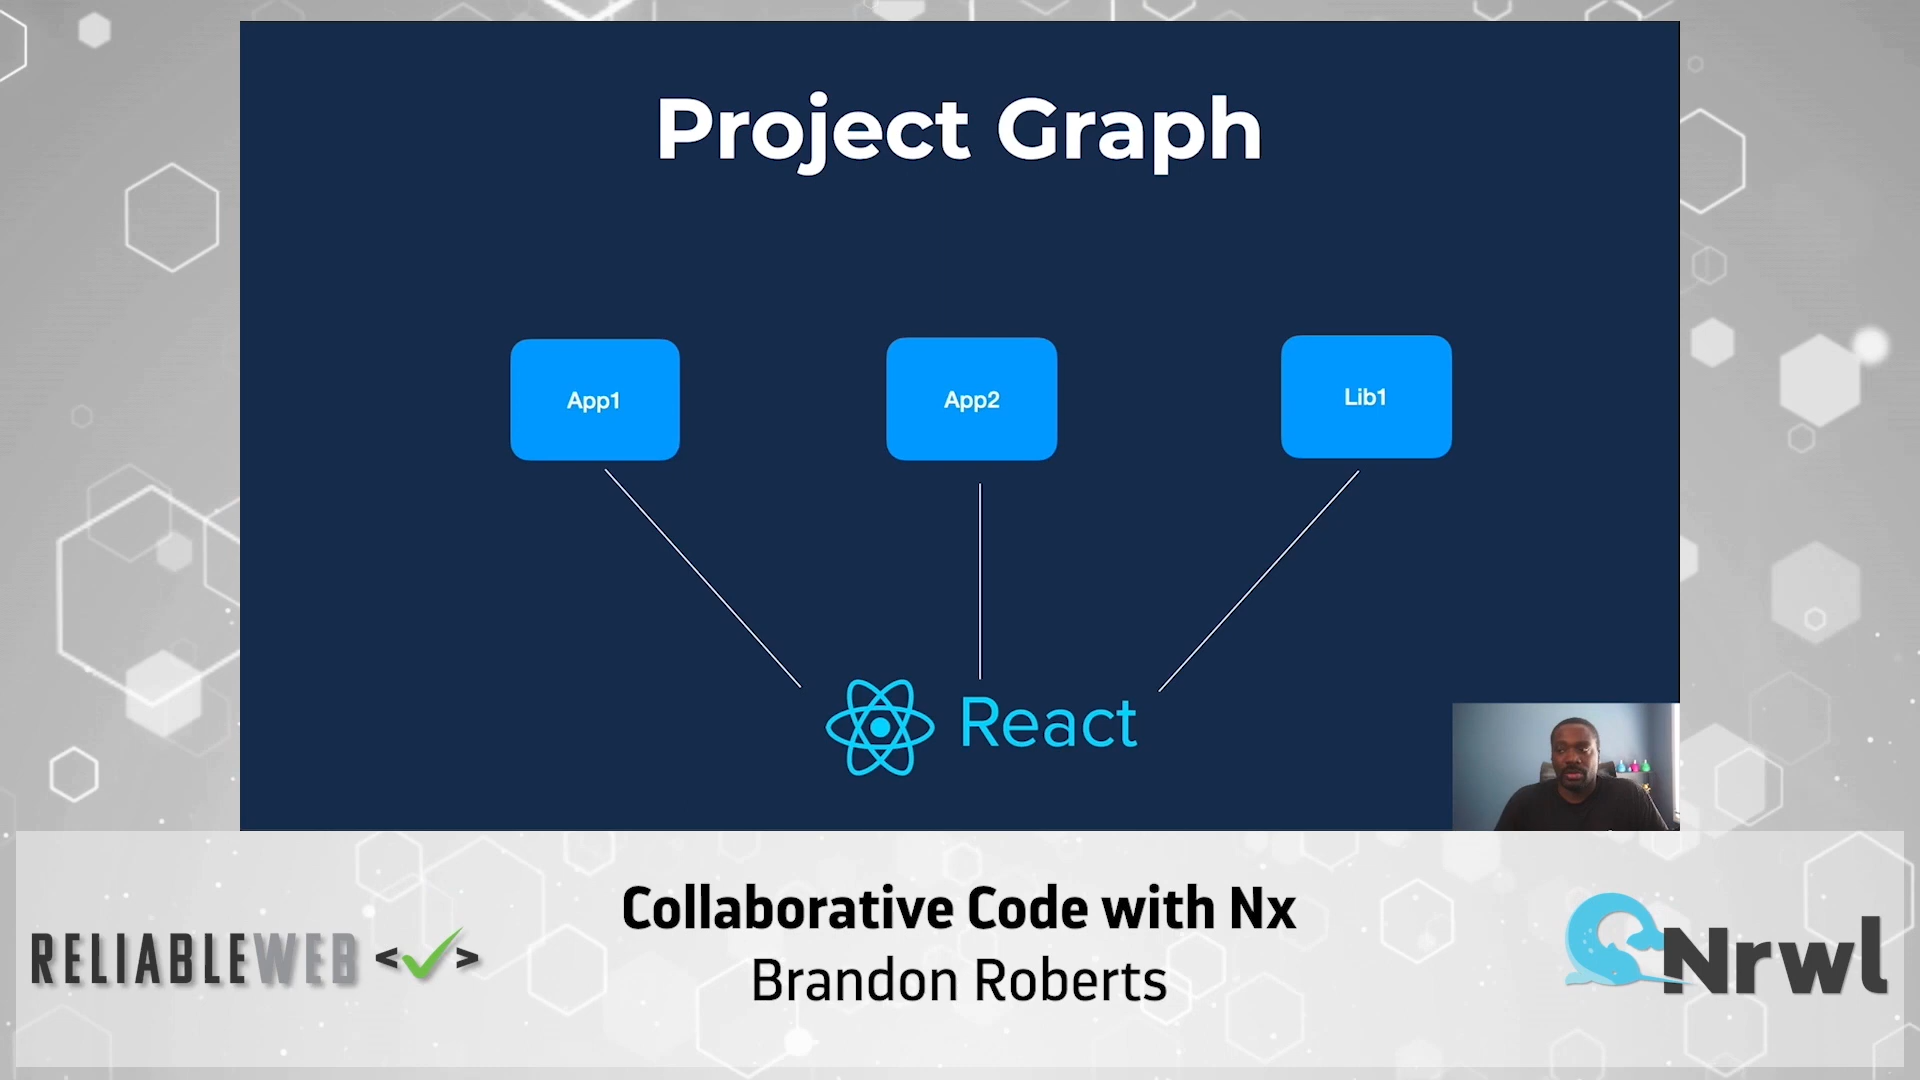 Project Graph
App1
App2
Lib1
React
Collaborative Code with Nx
Brandon Roberts
RELIABLEWEB <✓>
Nrwl